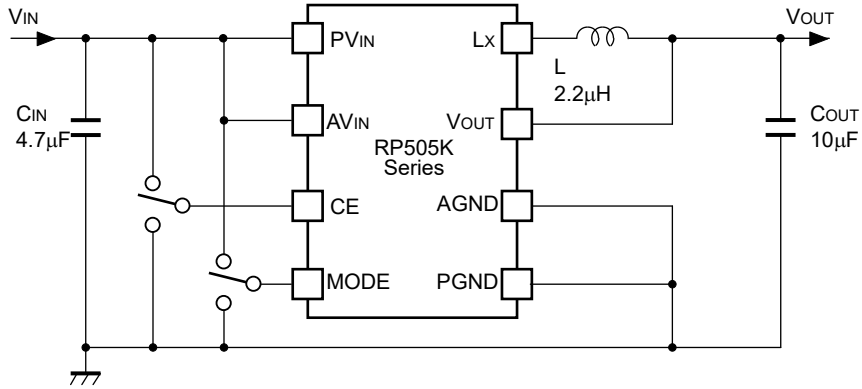 VIN
PVIN
LX
VOUT
L
2.2μH
CIN
4.7μF
AVIN
VOUT
COUT
10μF
RP505K
Series
CE
AGND
MODE
PGND